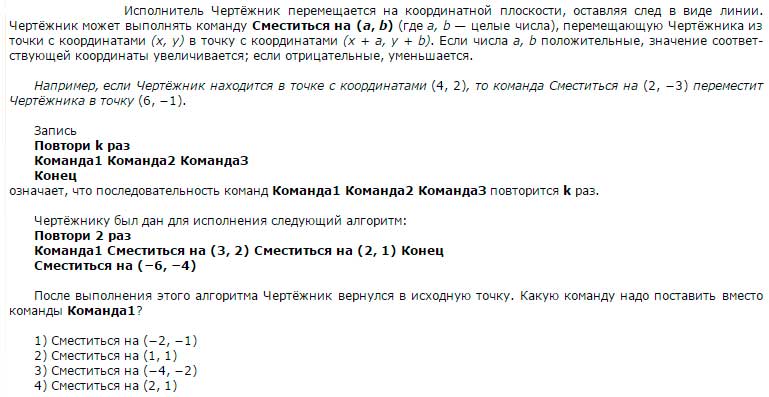 Исполнитель Чертёжник перемещается на координатной плоскости, оставляя след в виде линии.
Чертёжник может выполнять команду Сместиться на (a, b) (где a, b — целые числа), перемещающую Чертёжника из
точки с координатами (x, y) в точку с координатами (x + a, y + b). Если числа a, b положительные, значение соответ-
ствующей координаты увеличивается; если отрицательные, уменьшается.
Например, если Чертёжник находится в точке с координатами (4, 2), то команда Сместиться на (2, −3) переместит
Чертёжника в точку (6, −1).
Запись
Повтори k раз
Команда1 Команда2 Команда3
Конец
означает, что последовательность команд Команда1 Команда2 Команда3 повторится k раз.
Чертёжнику был дан для исполнения следующий алгоритм:
Повтори 2 раз
Команда1 Сместиться на (3, 2) Сместиться на (2, 1) Конец
Сместиться на (−6, −4)
После выполнения этого алгоритма Чертёжник вернулся в исходную точку. Какую команду надо поставить вместо
команды Команда1?
1) Сместиться на (−2, −1)
2) Сместиться на (1, 1)
3) Сместиться на (−4, −2)
4) Сместиться на (2, 1)